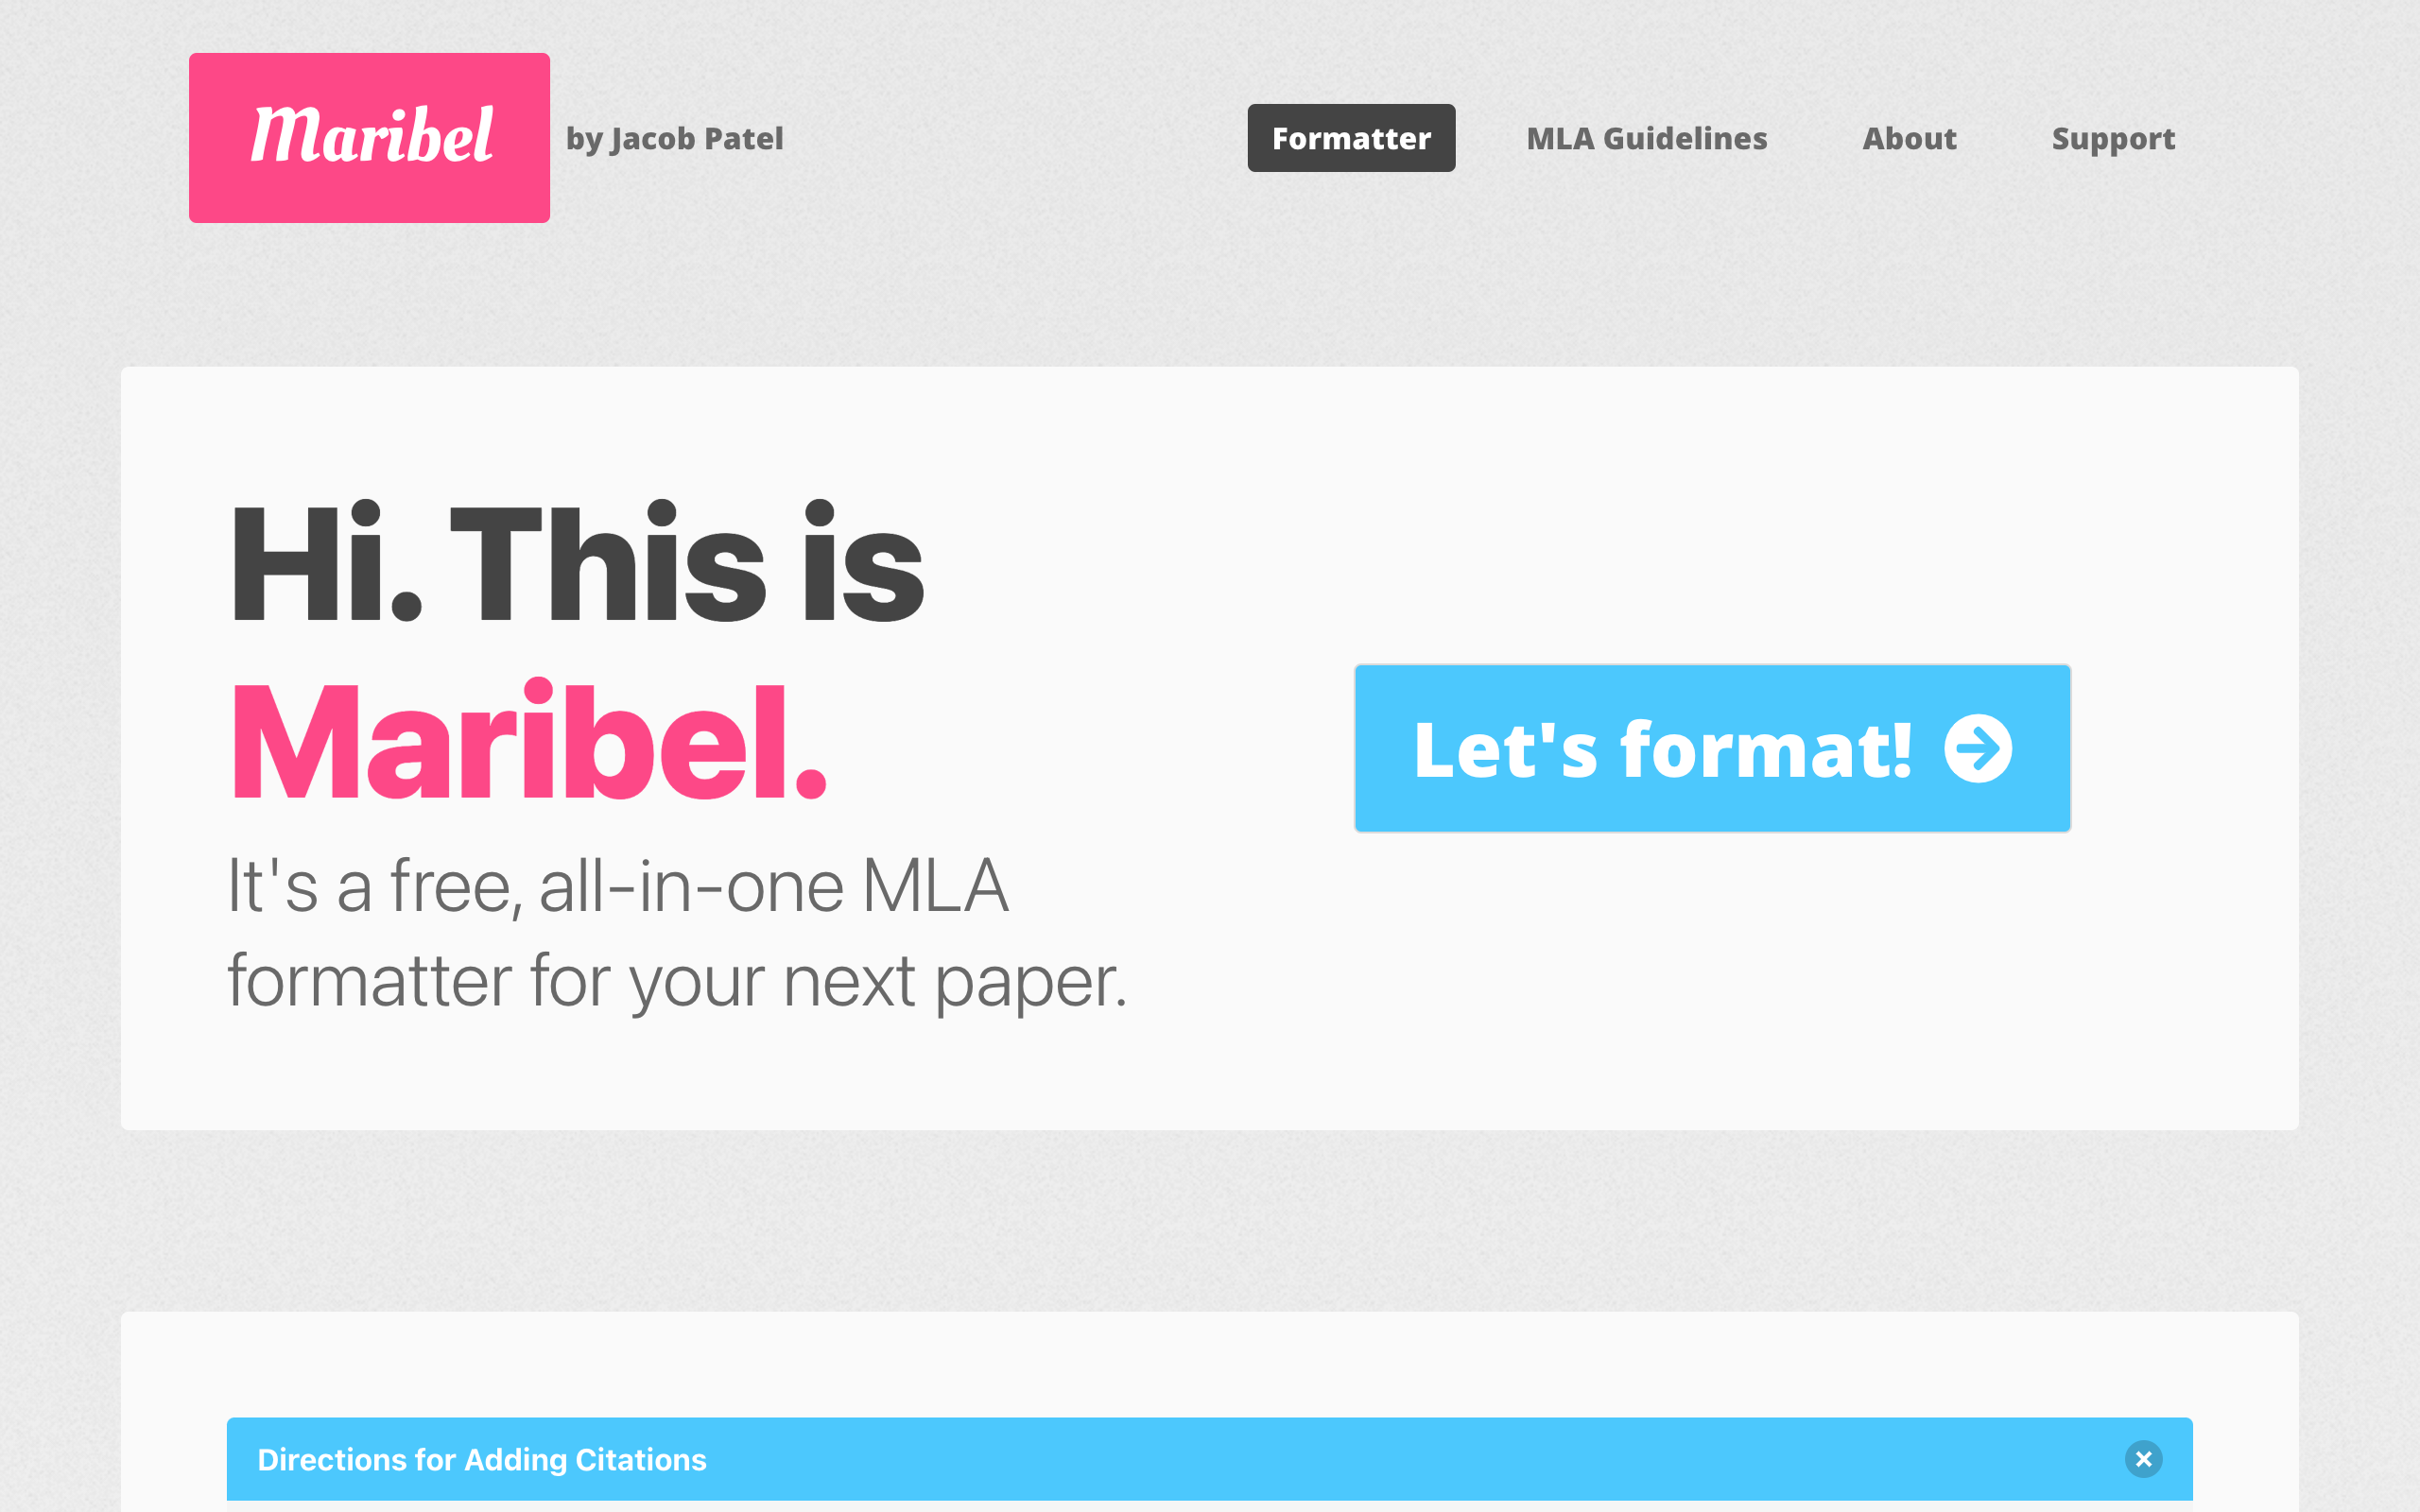 Maribel
by Jacob Patel
Formatter
MLA Guidelines
About
Support
Hi. This is
Maribel.
It's a free, all-in-one MLA
formatter for your next paper.
Let's format!
Directions for Adding Citations